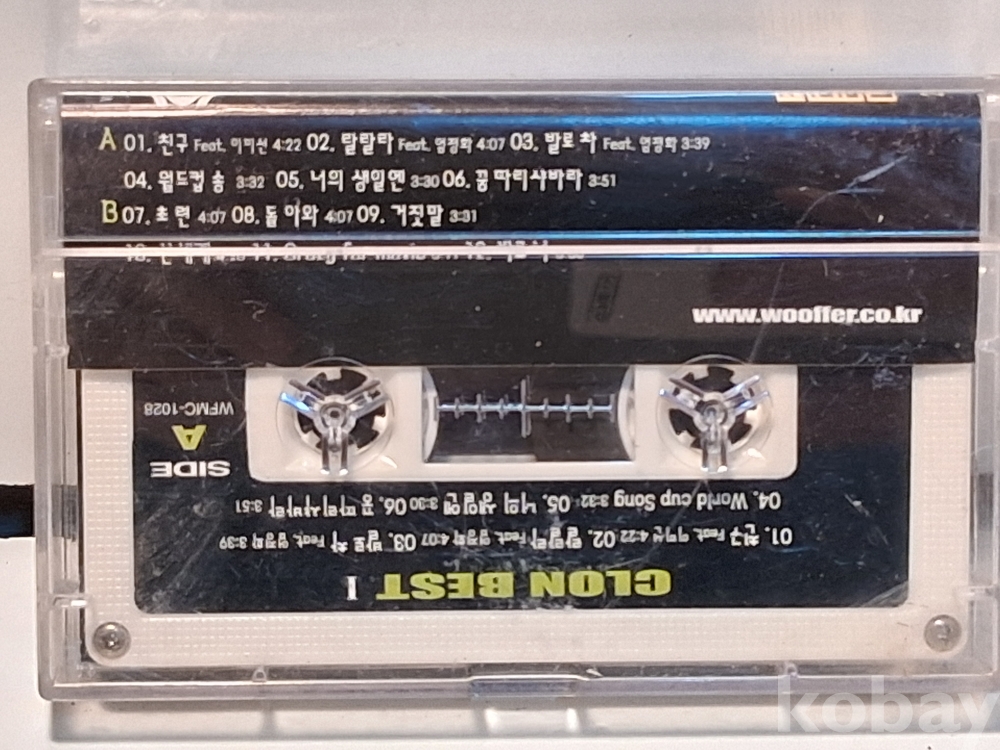 A 01. 친구 Feat. 이미선 4:22 02. 랄랄라 Feat. 엄정화 4:07 03. 발로 차 Feat. 엄정화 3:39
04. 월드컵 송 3:32 05. 너의 생일엔 3:30 06. 꿍따리샤바라 3:51
B 07. 초련 4:07 08. 돌아와 4:07 09. 거짓말 3:31
www.wooffer.co.kr
CLON BEST I
01. 친구 Feat. 이미선 4:22 02. 랄랄라 Feat. 엄정화 4:07 03. 발로 차 Feat. 엄정화 3:39
04. World cup Song 3:32 05. 너의 생일엔 3:30 06. 꿍따리샤바라 3:51
SIDE
A
WFMC-1028
kobay